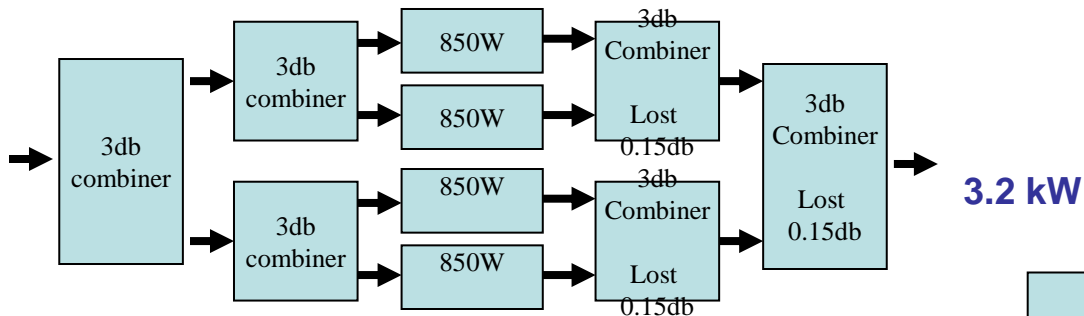 3db
combiner
3db
combiner
850W
850W
3db
Combiner
Lost
0.15db
3db
combiner
850W
850W
3db
Combiner
Lost
0.15db
3db
Combiner
Lost
0.15db
3.2 kW